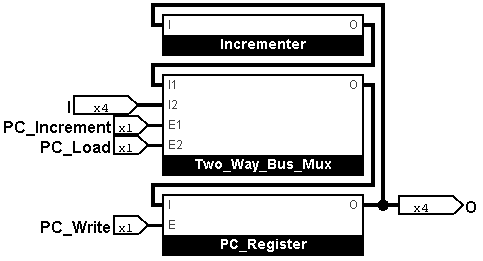 I O
Incrementer
I1 O
I x4 I2
PC_Increment x1 E1
PC_Load x1 E2
Two_Way_Bus_Mux
I O x4 O
PC_Write x1 E
PC_Register